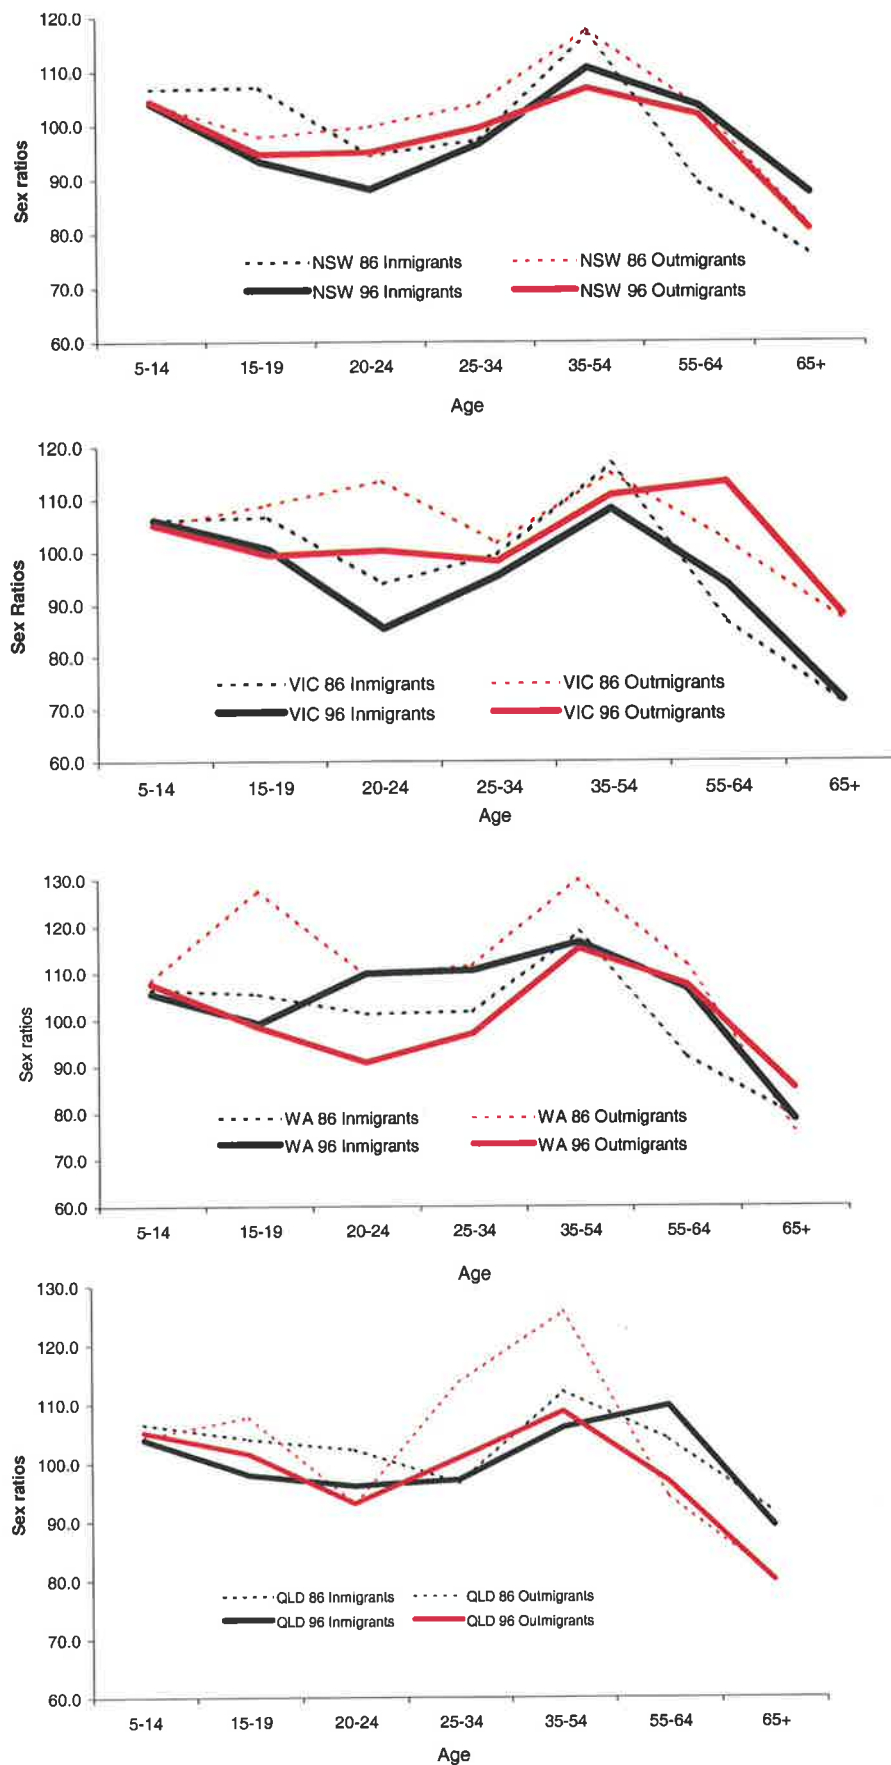 120.0
110.0
100.0
90.0
80.0
70.0
60.0
Sex ratios
NSW 86 Inmigrants NSW 86 Outmigrants
NSW 96 Inmigrants NSW 96 Outmigrants
5-14 15-19 20-24 25-34 35-54 55-64 65+
Age
120.0
110.0
100.0
90.0
80.0
70.0
60.0
Sex Ratios
VIC 86 Inmigrants VIC 86 Outmigrants
VIC 96 Inmigrants VIC 96 Outmigrants
5-14 15-19 20-24 25-34 35-54 55-64 65+
Age
130.0
120.0
110.0
100.0
90.0
80.0
70.0
60.0
Sex ratios
WA 86 Inmigrants WA 86 Outmigrants
WA 96 Inmigrants WA 96 Outmigrants
5-14 15-19 20-24 25-34 35-54 55-64 65+
Age
130.0
120.0
110.0
100.0
90.0
80.0
70.0
60.0
Sex ratios
QLD 86 Inmigrants QLD 86 Outmigrants
QLD 96 Inmigrants QLD 96 Outmigrants
5-14 15-19 20-24 25-34 35-54 55-64 65+
Age